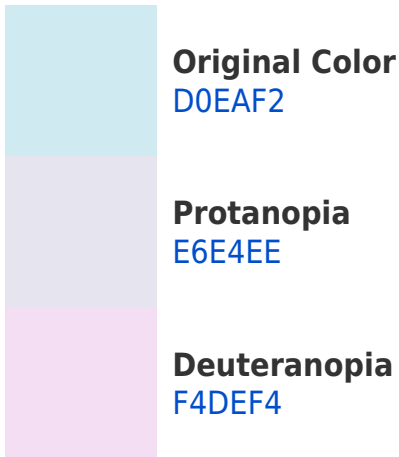 Original Color
D0EAF2
Protanopia
E6E4EE
Deuteranopia
F4DEF4